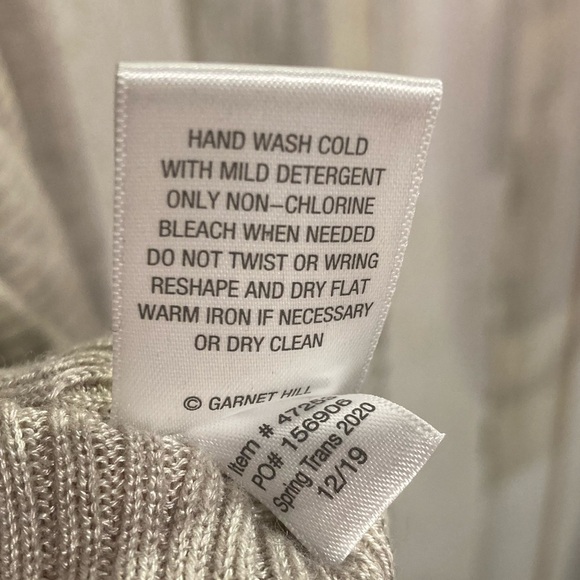 HAND WASH COLD
WITH MILD DETERGENT
ONLY NON-CHLORINE
BLEACH WHEN NEEDED
DO NOT TWIST OR WRING
RESHAPE AND DRY FLAT
WARM IRON IF NECESSARY
OR DRY CLEAN
© GARNET HILL
Item #
PO# 156906
Spring Trans 2020
12/19